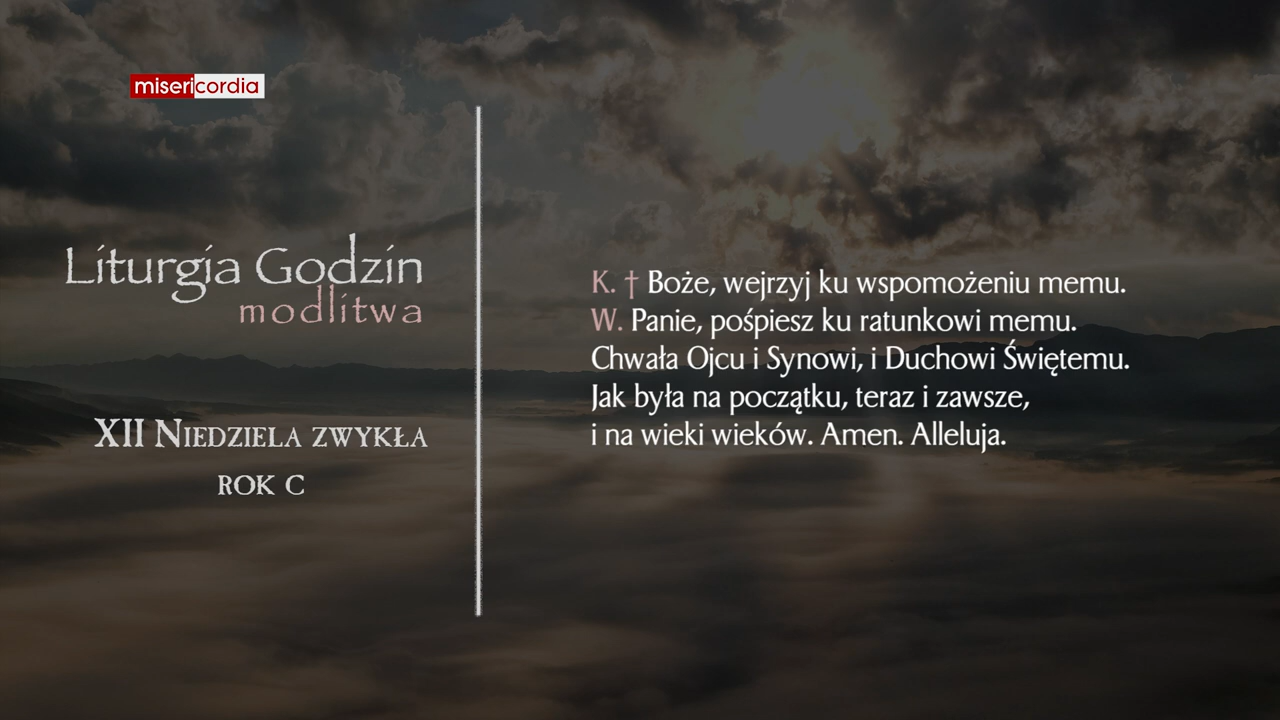 misericordia
Liturgia Godzin
modlitwa
XII Niedziela zwykła
rok C
K. † Boże, wejrzyj ku wspomożeniu memu.
W. Panie, pośpiesz ku ratunkowi memu.
Chwała Ojcu i Synowi, i Duchowi Świętemu.
Jak była na początku, teraz i zawsze,
i na wieki wieków. Amen. Alleluja.